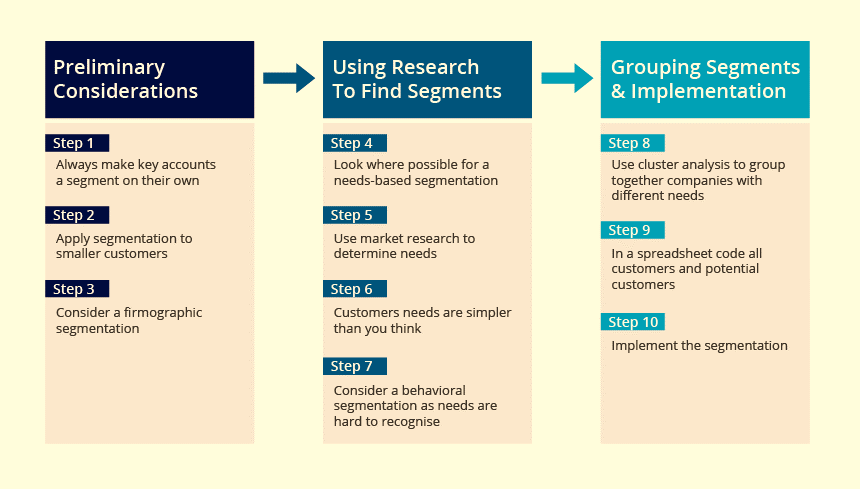 Preliminary
Considerations
Step 1
Always make key accounts
a segment on their own
Step 2
Apply segmentation to
smaller customers
Step 3
Consider a firmographic
segmentation
Using Research
To Find Segments
Step 4
Look where possible for a
needs-based segmentation
Step 5
Use market research to
determine needs
Step 6
Customers needs are simpler
than you think
Step 7
Consider a behavioral
segmentation as needs are
hard to recognise
Grouping Segments
& Implementation
Step 8
Use cluster analysis to group
together companies with
different needs
Step 9
In a spreadsheet code all
customers and potential
customers
Step 10
Implement the segmentation